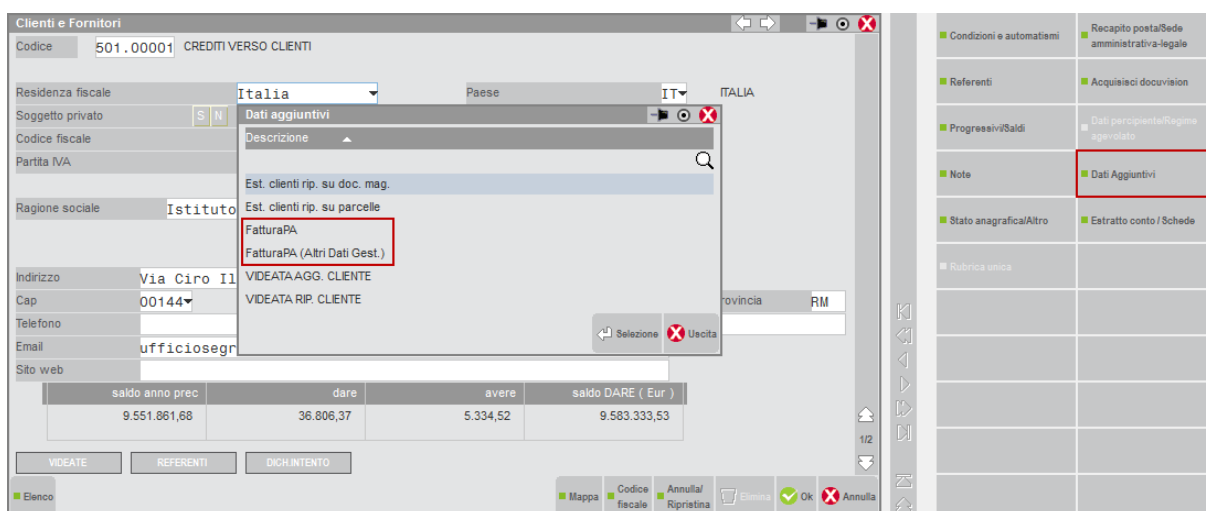 Clienti e Fornitori
Codice 501.00001 CREDITI VERSO CLIENTI
Residenza fiscale Italia Paese IT ITALIA
Soggetto privato S N
Codice fiscale
Partita IVA
Ragione sociale Istituto
Indirizzo Via Ciro Il
Cap 00144 rovincia RM
Telefono
Email ufficiosegr
Sito web
Dati aggiuntivi
Descrizione
Est. clienti rip. su doc. mag.
Est. clienti rip. su parcelle
FatturaPA
FatturaPA (Altri Dati Gest.)
VIDEATA AGG. CLIENTE
VIDEATA RIP. CLIENTE
Selezione Uscita
saldo anno prec dare avere saldo DARE ( Eur )
9.551.861,68 36.806,37 5.334,52 9.583.333,53
1/2
VIDEATE REFERENTI DICH.INTENTO
Elenco Mappa Codice fiscale Annulla/ Ripristina Elimina Ok Annulla
Condizioni e automatismi
Recapito posta/Sede
amministrativa-legale
Referenti
Acquisisci docuvision
Progressivi/Saldi
Dati percipiente/Regime
agevolato
Note
Dati Aggiuntivi
Stato anagrafica/Altro
Estratto conto / Schede
Rubrica unica